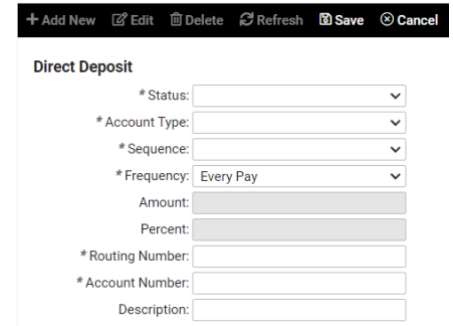 + Add New Edit Delete Refresh Save Cancel
Direct Deposit
* Status:
* Account Type:
* Sequence:
* Frequency: Every Pay
Amount:
Percent:
* Routing Number:
* Account Number:
Description: